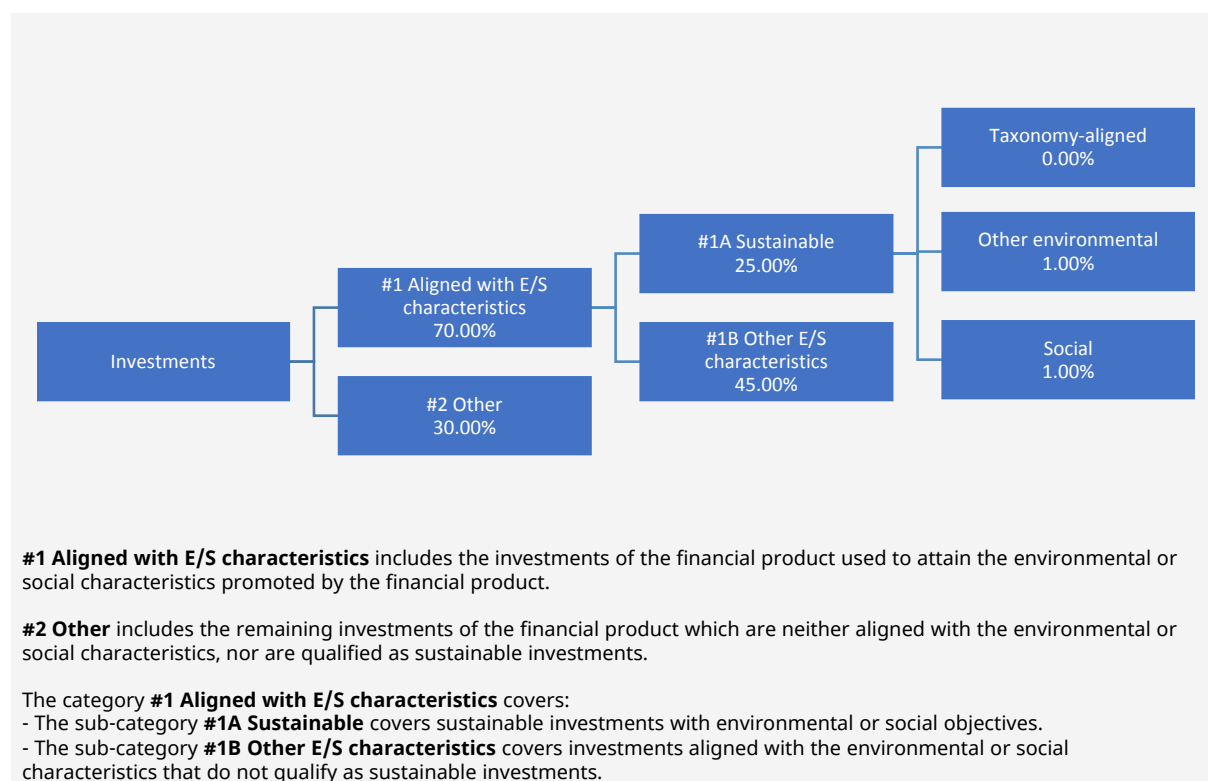 Taxonomy-aligned
0.00%
#1A Sustainable
25.00%
Other environmental
1.00%
#1 Aligned with E/S
characteristics
70.00%
Investments
#1B Other E/S
characteristics
45.00%
Social
1.00%
#2 Other
30.00%
#1 Aligned with E/S characteristics includes the investments of the financial product used to attain the environmental or
social characteristics promoted by the financial product.
#2 Other includes the remaining investments of the financial product which are neither aligned with the environmental or
social characteristics, nor are qualified as sustainable investments.
The category #1 Aligned with E/S characteristics covers:
- The sub-category #1A Sustainable covers sustainable investments with environmental or social objectives.
- The sub-category #1B Other E/S characteristics covers investments aligned with the environmental or social
characteristics that do not qualify as sustainable investments.